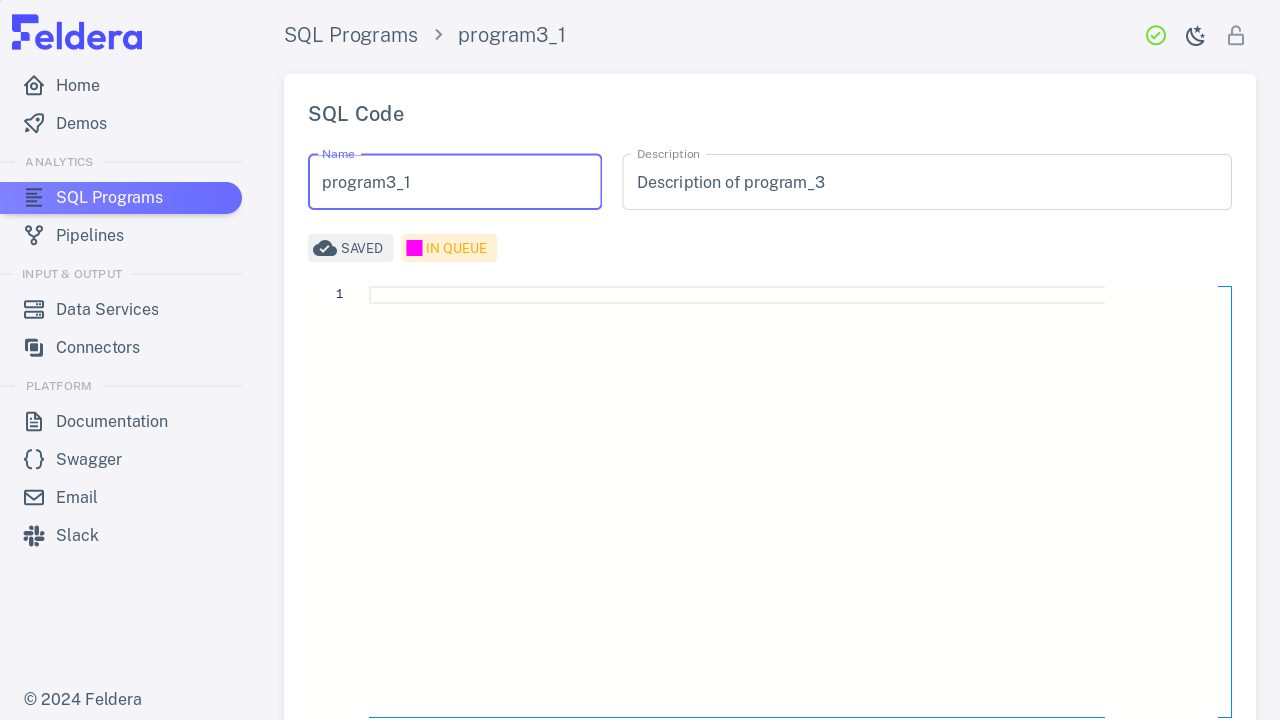 Feldera
SQL Programs
program3_1
Home
Demos
ANALYTICS
SQL Programs
Pipelines
INPUT & OUTPUT
Data Services
Connectors
PLATFORM
Documentation
Swagger
Email
Slack
© 2024 Feldera
SQL Code
Name
program3_1
Description
Description of program_3
SAVED
IN QUEUE
1